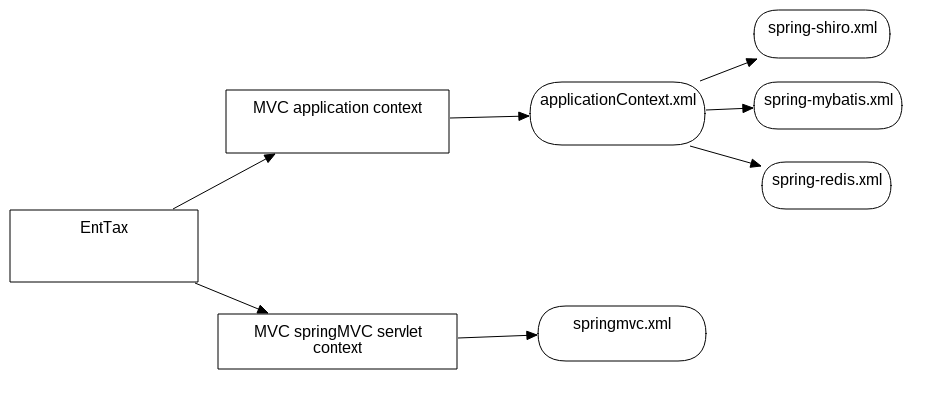 spring-shiro.xml
MVC application context
applicationContext.xml
spring-mybatis.xml
spring-redis.xml
EntTax
MVC springMVC servlet
context
springmvc.xml